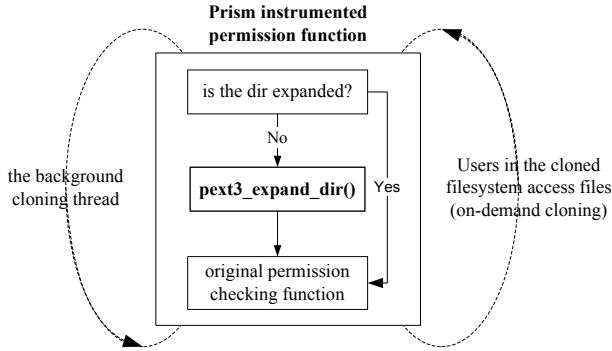 Prism instrumented
permission function
is the dir expanded?
No
the background
cloning thread
pext3_expand_dir()
Yes
Users in the cloned
filesystem access files
(on-demand cloning)
original permission
checking function